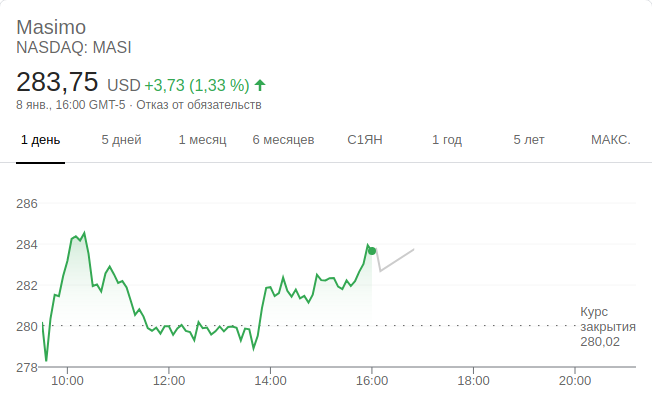 Masimo
NASDAQ: MASI
283,75 USD +3,73 (1,33 %)
8 янв., 16:00 GMT-5 · Отказ от обязательств
1 день 5 дней 1 месяц 6 месяцев С1ЯН 1 год 5 лет МАКС.
286
284
282
Курс
280 закрытия
280,02
278
10:00 12:00 14:00 16:00 18:00 20:00